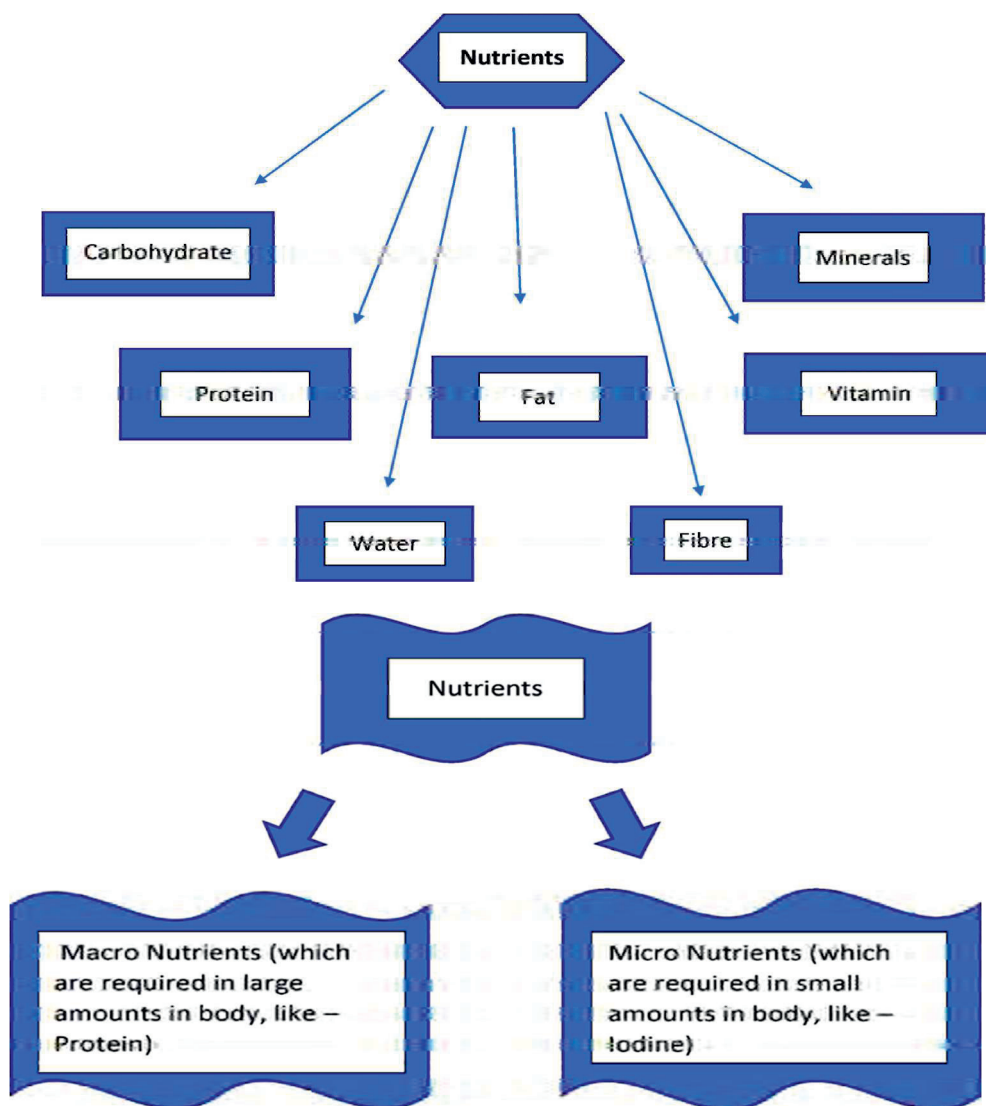 Nutrients
Carbohydrate
Minerals
Protein
Fat
Vitamin
Water
Fibre
Nutrients
Macro Nutrients (which
are required in large
amounts in body, like –
Protein)
Micro Nutrients (which
are required in small
amounts in body, like –
Iodine)